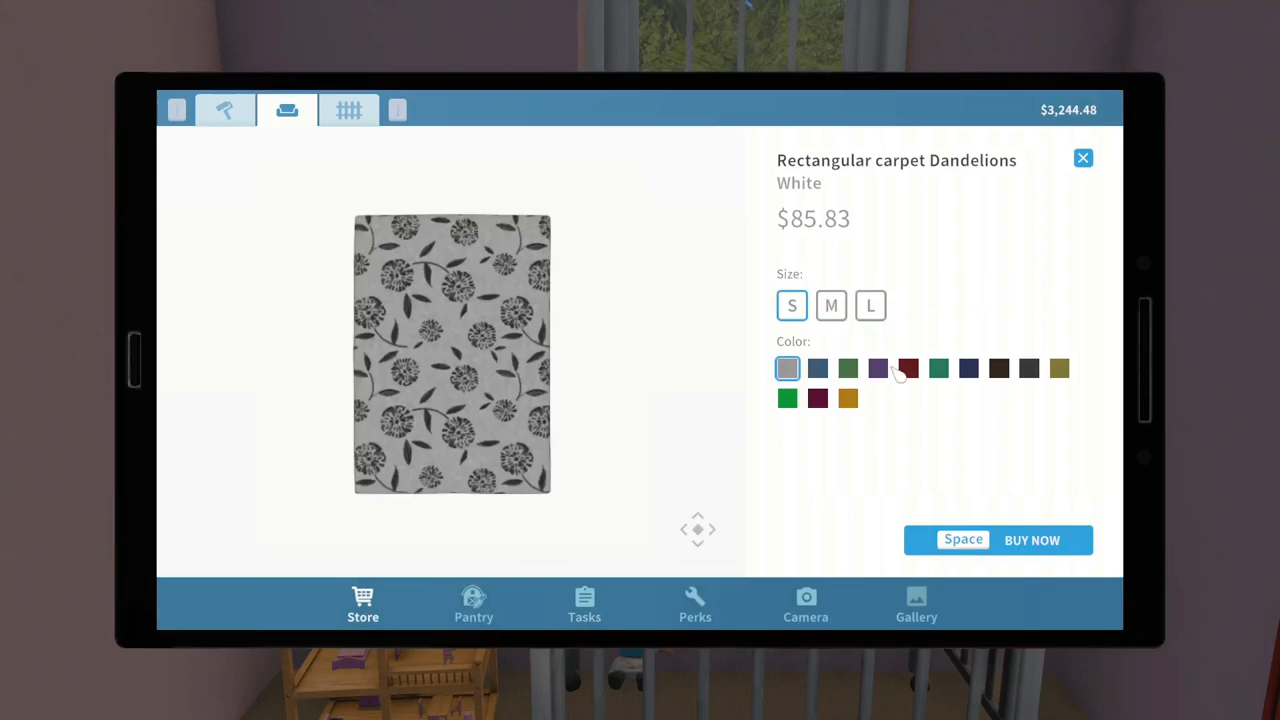 $3,244.48
Rectangular carpet Dandelions
White
$85.83
Size:
S M L
Color:
Space BUY NOW
Store Pantry Tasks Perks Camera Gallery